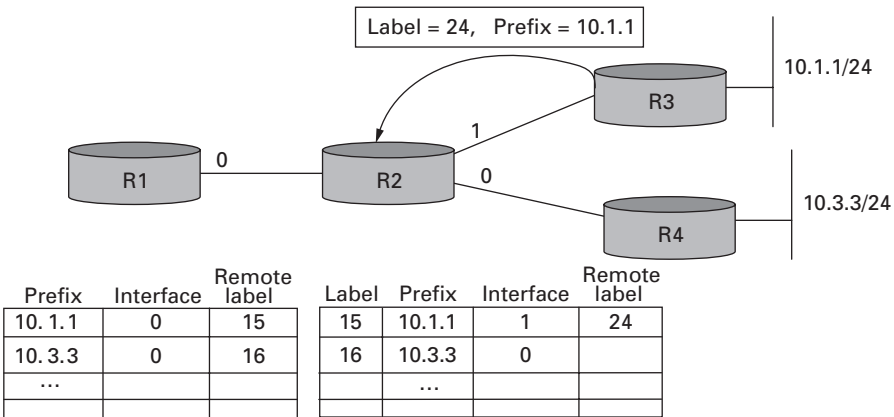 Label = 24, Prefix = 10.1.1
10.1.1/24
R3
1
0
R1
R2
0
10.3.3/24
R4
Prefix Interface Remote label
10. 1.1 0 15
10. 3.3 0 16
...
Label Prefix Interface Remote label
15 10.1.1 1 24
16 10.3.3 0
...